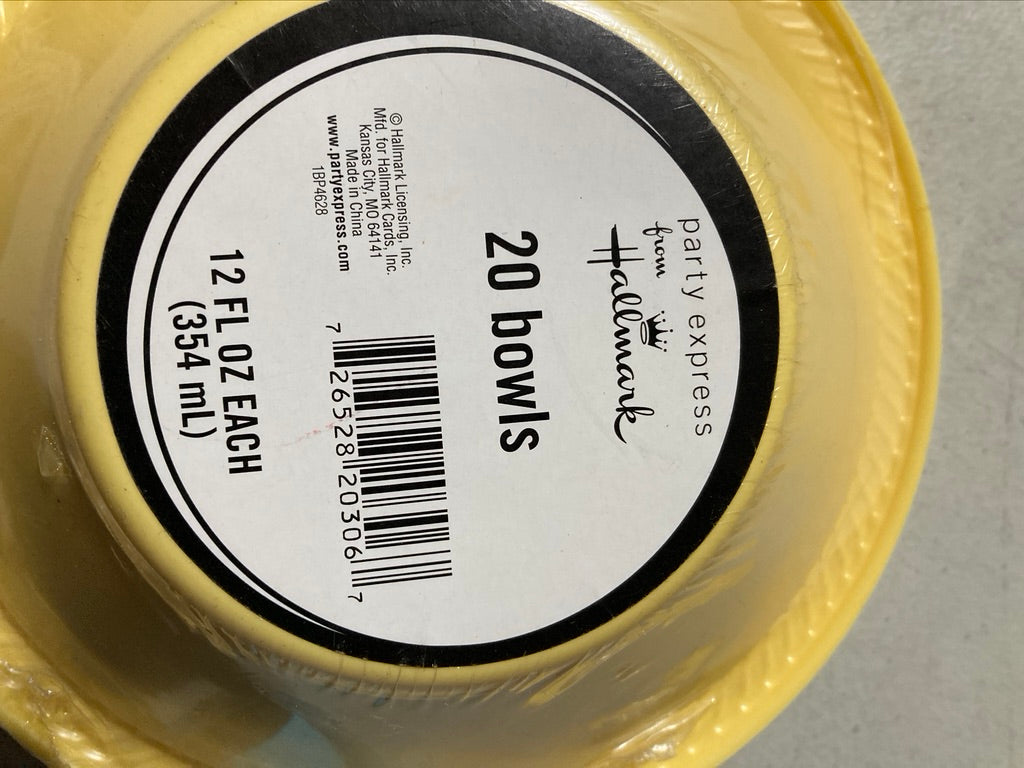 party express
from
Hallmark
20 bowls
© Hallmark Licensing, Inc.
Mfd. for Hallmark Cards, Inc.
Kansas City, MO 64141
Made in China
www.partyexpress.com
1BP4628
7 26528 20306 7
12 FL OZ EACH
(354 mL)